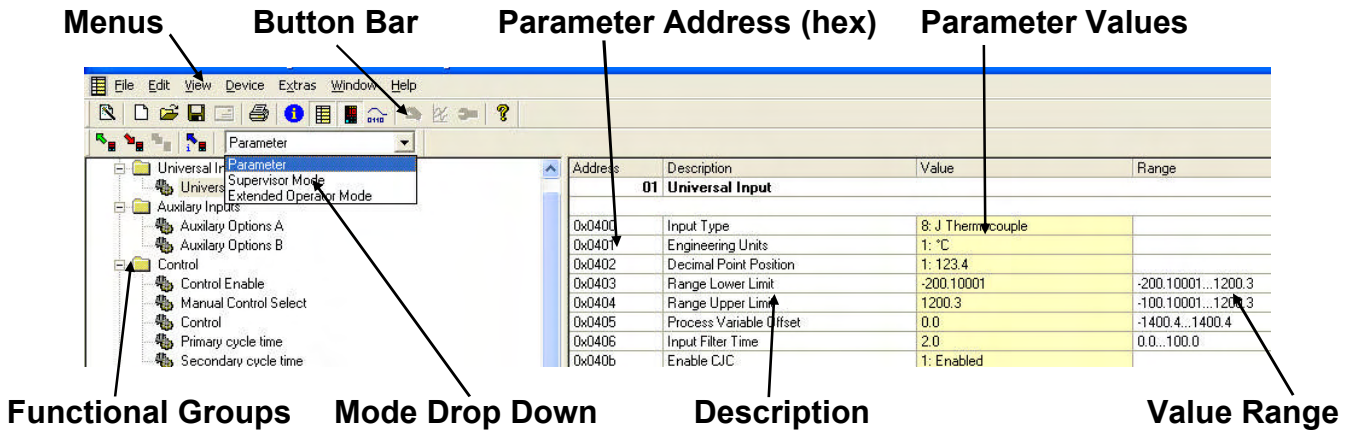 Menus Button Bar Parameter Address (hex) Parameter Values
File Edit View Device Extras Window Help
Parameter
Parameter
Supervisor Mode
Extended Operator Mode
Universal In
Univers
Auxilary Inputs
Auxilary Options A
Auxilary Options B
Control
Control Enable
Manual Control Select
Control
Primary cycle time
Secondary cycle time
Address Description Value Range
01 Universal Input
0x0400 Input Type 8: J Thermocouple
0x0401 Engineering Units 1: °C
0x0402 Decimal Point Position 1: 123.4
0x0403 Range Lower Limit -200.10001 -200.10001...1200.3
0x0404 Range Upper Limit 1200.3 -100.10001...1200.3
0x0405 Process Variable Offset 0.0 -1400.4...1400.4
0x0406 Input Filter Time 2.0 0.0...100.0
0x040b Enable CJC 1: Enabled
Functional Groups Mode Drop Down Description Value Range